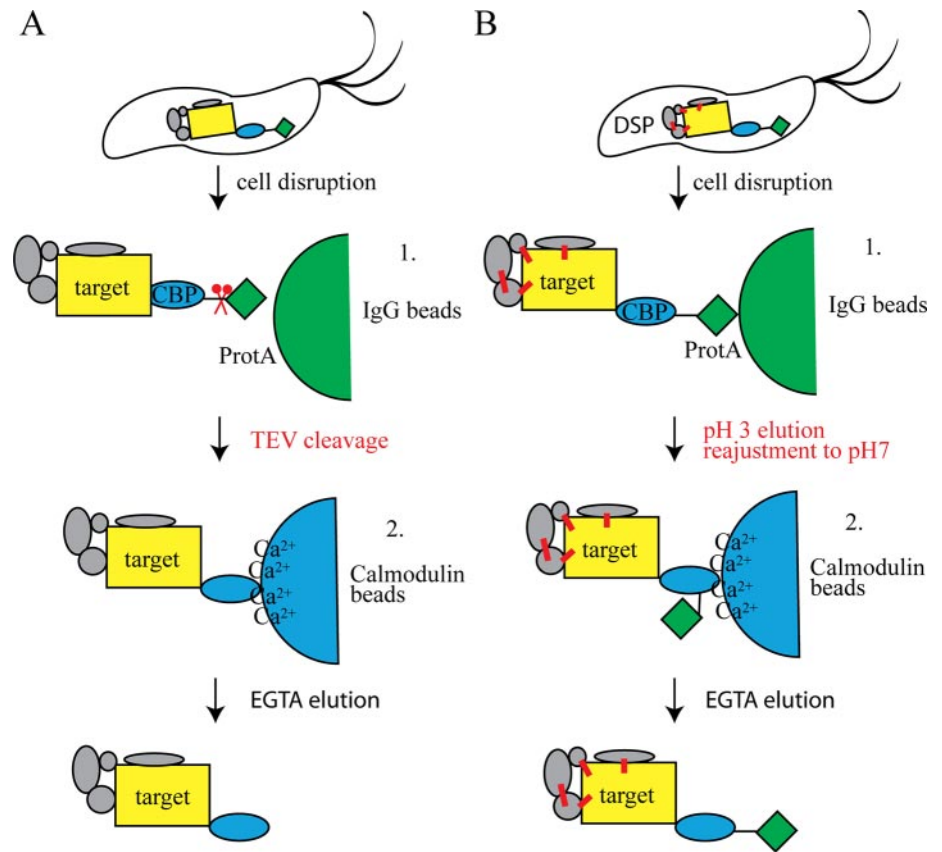 A
cell disruption
target
CBP
1.
IgG beads
ProtA
TEV cleavage
target
Ca2+
Ca2+
Ca2+
Ca2+
2.
Calmodulin
beads
EGTA elution
target
B
DSP
cell disruption
target
CBP
1.
IgG beads
ProtA
pH 3 elution
reajustment to pH7
target
Ca2+
Ca2+
Ca2+
Ca2+
2.
Calmodulin
beads
EGTA elution
target